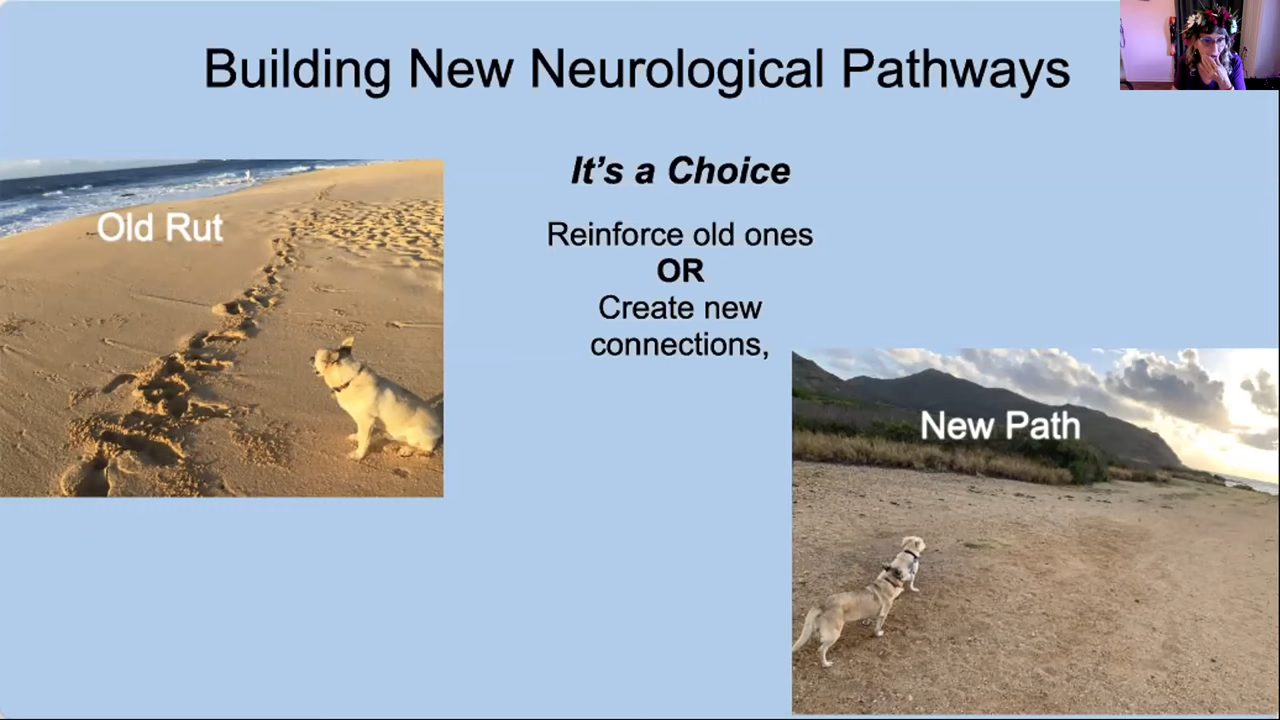 Building New Neurological Pathways
It's a Choice
Old Rut
Reinforce old ones
OR
Create new
connections,
New Path